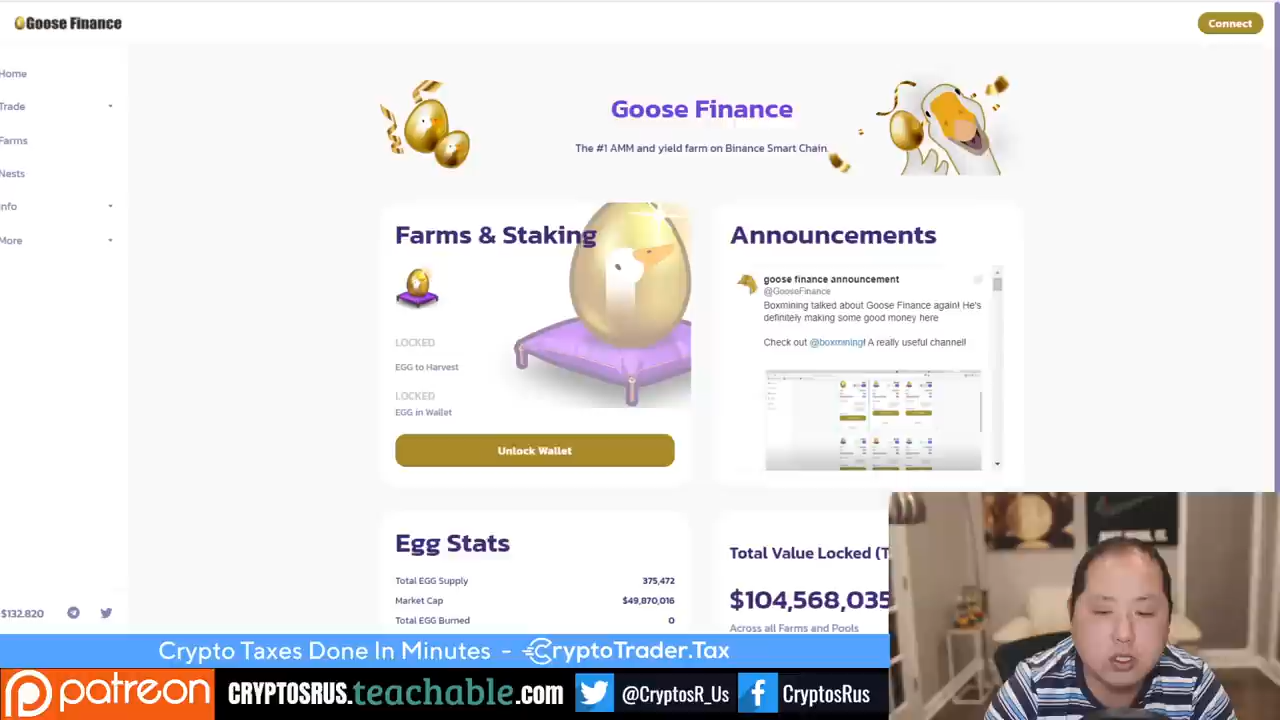 Goose Finance
Connect
Home
Trade
Farms
Nests
Info
More
Goose Finance
The #1 AMM and yield farm on Binance Smart Chain.
Farms & Staking
LOCKED
EGG to Harvest
LOCKED
EGG in Wallet
Unlock Wallet
Announcements
goose finance announcement
@GooseFinance
Boxmining talked about Goose Finance again! He's
definitely making some good money here
Check out @boxmining! A really useful channel!
Egg Stats
Total EGG Supply 375,472
Market Cap $49,870,016
Total EGG Burned 0
Total Value Locked (T
$104,568,035
Across all Farms and Pools
$132.820
Crypto Taxes Done In Minutes - CryptoTrader.Tax
patreon
CRYPTOSRUS.teachable.com
@CryptosR_Us
CryptosRus